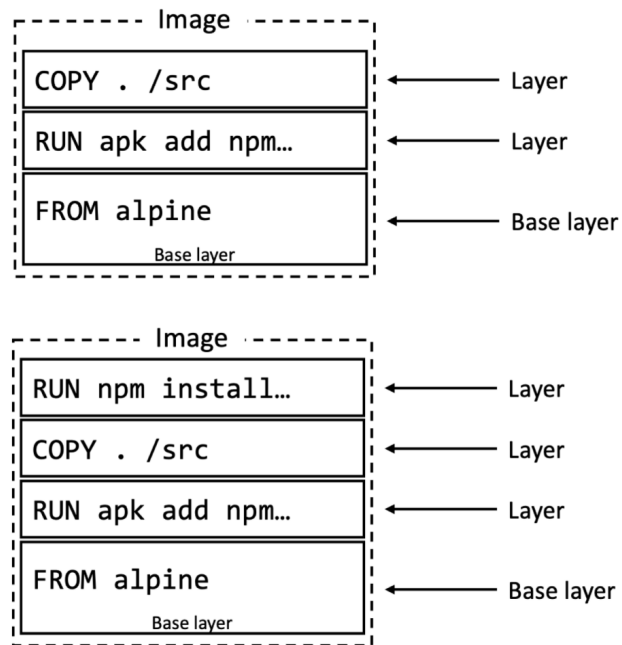 Image
COPY . /src
Layer
RUN apk add npm…
Layer
FROM alpine
Base layer
Base layer
Image
RUN npm install…
Layer
COPY . /src
Layer
RUN apk add npm…
Layer
FROM alpine
Base layer
Base layer